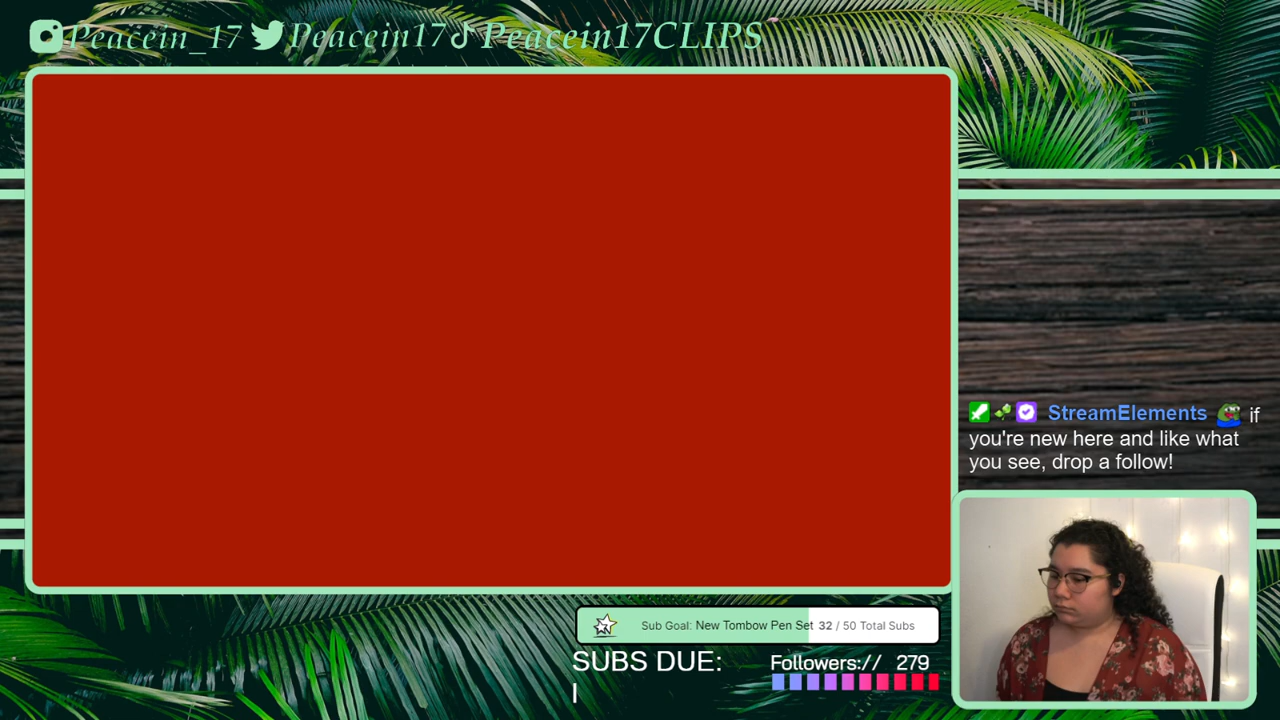 Peacein_17 Peacein17 Peacein17CLIPS
StreamElements if
you're new here and like what
you see, drop a follow!
Sub Goal: New Tombow Pen Set 32 / 50 Total Subs
SUBS DUE:
I
Followers:// 279